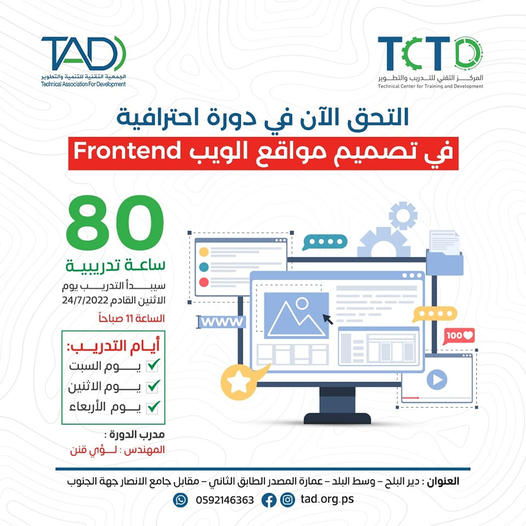 TAD
الجمعية التقنية للتنمية والتطوير
Technical Association For Development
TCTD
المركز التقني للتدريب والتطوير
Technical Center for Training and Development
التحق الآن في دورة احترافية
في تصميم مواقع الويب Frontend
80
ساعة تدريبية
سيبدأ التدريب يوم
الاثنين القادم 24/7/2022
الساعة 11 صباحاً
أيام التدريب:
يوم السبت
يوم الاثنين
يوم الأربعاء
مدرب الدورة :
المهندس : لؤي قنن
WWW
100
العنوان : دير البلح – وسط البلد – عمارة المصدر الطابق الثاني – مقابل جامع الانصار جهة الجنوب
0592146363 tad.org.ps